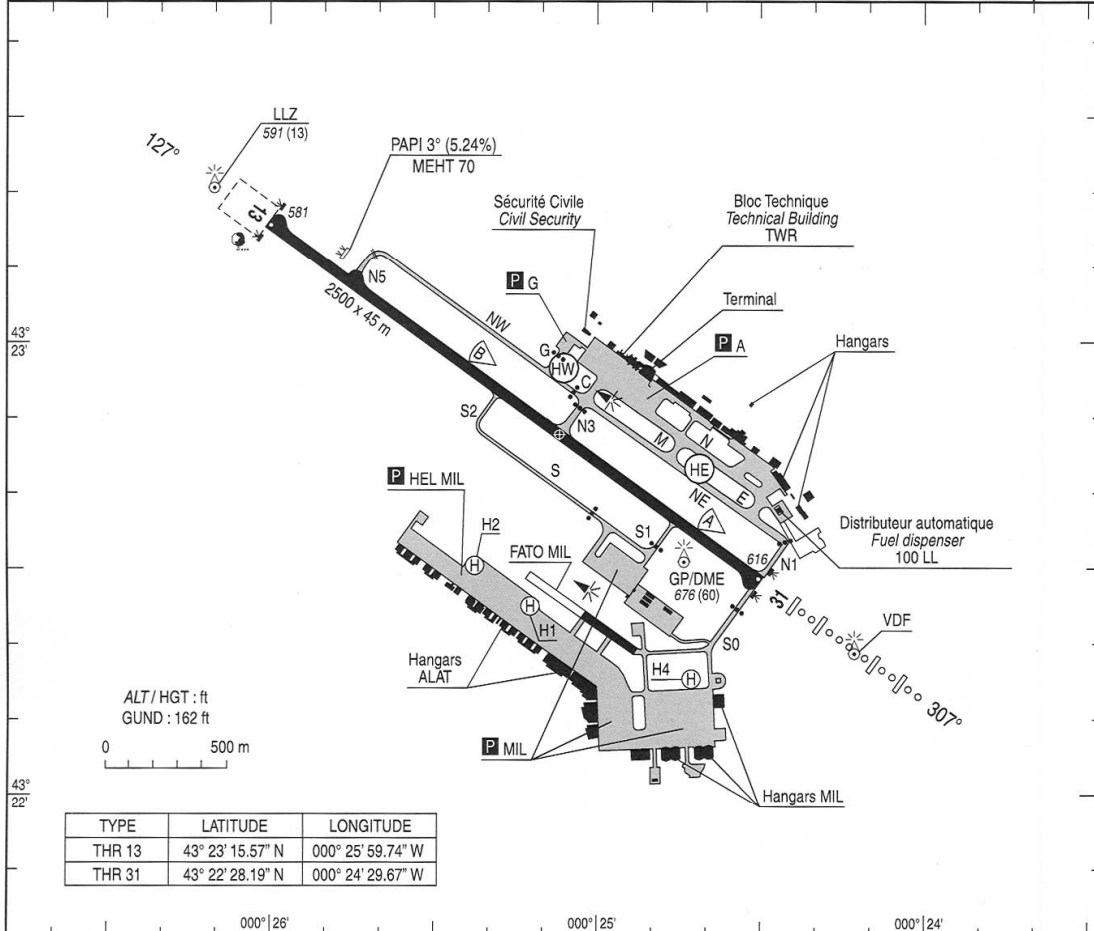 LLZ
591 (13)
127°
PAPI 3° (5.24%)
MEHT 70
13
581
Sécurité Civile
Civil Security
Bloc Technique
Technical Building
TWR
N5
P G
Terminal
2500 x 45 m
NW
43°
23'
P A
Hangars
B
G
HW
C
S2
N3
M
N
HE
S
NE
E
P HEL MIL
A
H2
S1
Distributeur automatique
Fuel dispenser
100 LL
H
FATO MIL
616
N1
GP/DME
676 (60)
31
H
H1
VDF
S0
Hangars
ALAT
H4
H
307°
ALT / HGT : ft
GUND : 162 ft
0 500 m
P MIL
43°
22'
Hangars MIL
TYPE LATITUDE LONGITUDE
THR 13 43° 23' 15.57" N 000° 25' 59.74" W
THR 31 43° 22' 28.19" N 000° 24' 29.67" W
000° 26' 000° 25' 000° 24'